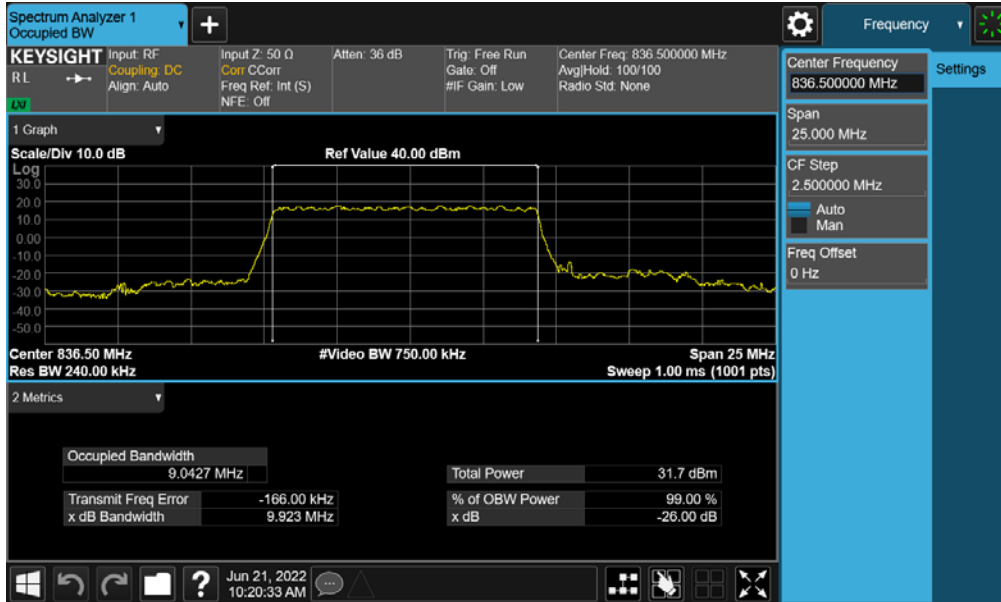 Spectrum Analyzer 1
Occupied BW
+
Frequency
KEYSIGHT
RL
LXI
Input: RF
Coupling: DC
Align: Auto
Input Z: 50 Ω
Corr CCorr
Freq Ref: Int (S)
NFE: Off
Atten: 36 dB
Trig: Free Run
Gate: Off
#IF Gain: Low
Center Freq: 836.500000 MHz
Avg|Hold: 100/100
Radio Std: None
Center Frequency
836.500000 MHz
Settings
Span
25.000 MHz
CF Step
2.500000 MHz
Auto
Man
Freq Offset
0 Hz
1 Graph
Scale/Div 10.0 dB
Ref Value 40.00 dBm
Log
30.0
20.0
10.0
0.00
-10.0
-20.0
-30.0
-40.0
-50.0
Center 836.50 MHz
#Video BW 750.00 kHz
Span 25 MHz
Res BW 240.00 kHz
Sweep 1.00 ms (1001 pts)
2 Metrics
Occupied Bandwidth
9.0427 MHz
Total Power 31.7 dBm
Transmit Freq Error -166.00 kHz
% of OBW Power 99.00 %
x dB Bandwidth 9.923 MHz
x dB -26.00 dB
?
Jun 21, 2022
10:20:33 AM